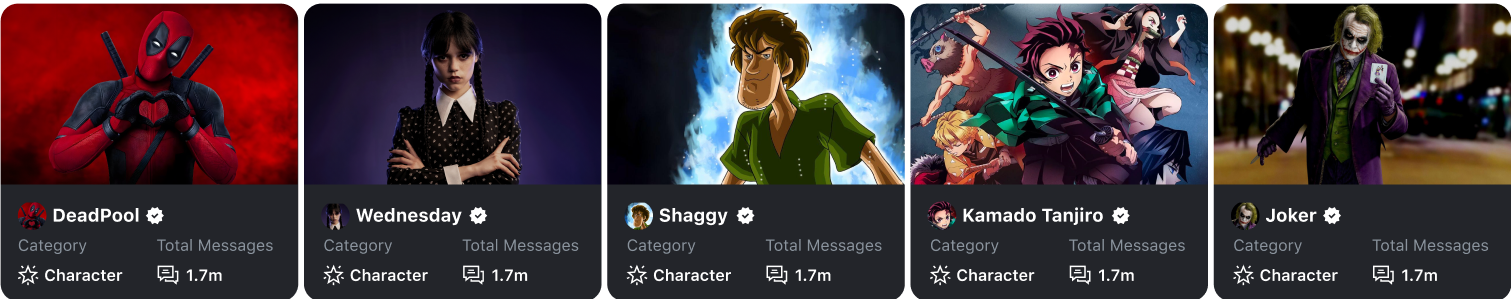 DeadPool
Category Total Messages
Character 1.7m
Wednesday
Category Total Messages
Character 1.7m
Shaggy
Category Total Messages
Character 1.7m
Kamado Tanjiro
Category Total Messages
Character 1.7m
Joker
Category Total Messages
Character 1.7m